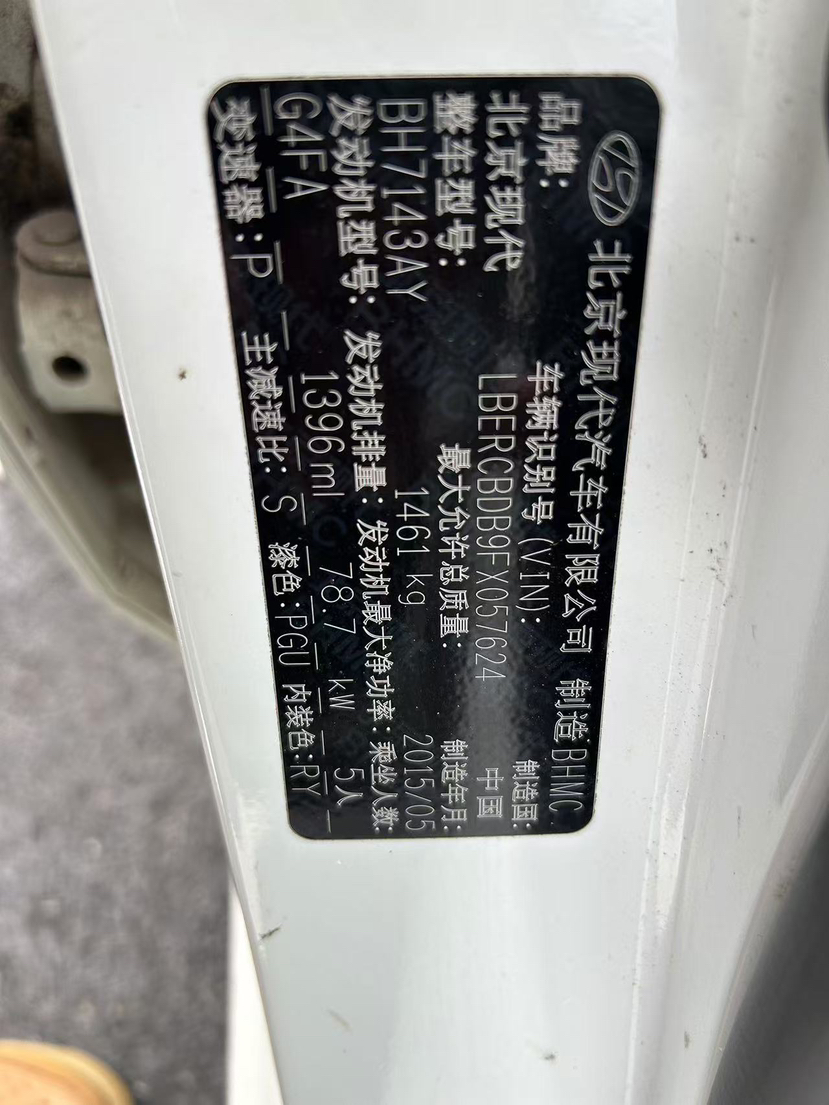 北京现代汽车有限公司 制造 BHMC
品牌: 车辆识别号(VIN): 制造国:
北京现代 LBERCBDB9FX057624 中国
整车型号: 最大允许总质量: 制造年月:
BH7143AY 1461 kg 2015/05
发动机型号: 发动机排量: 发动机最大净功率: 乘坐人数:
G4FA 1396ml 78.7 kW 5人
变速器: P 主减速比: S 漆色: PGU 内装色: RY